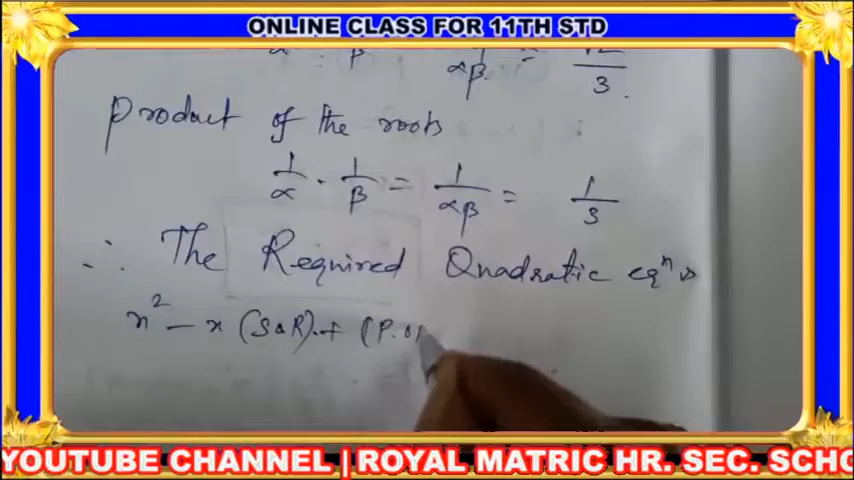 ONLINE CLASS FOR 11TH STD
αβ 3
Product of the roots
1/α · 1/β = 1/αβ = 1/3
∴ The Required Quadratic eqⁿ is
x² – x (SoR) + (P.o
YOUTUBE CHANNEL | ROYAL MATRIC HR. SEC. SCHO